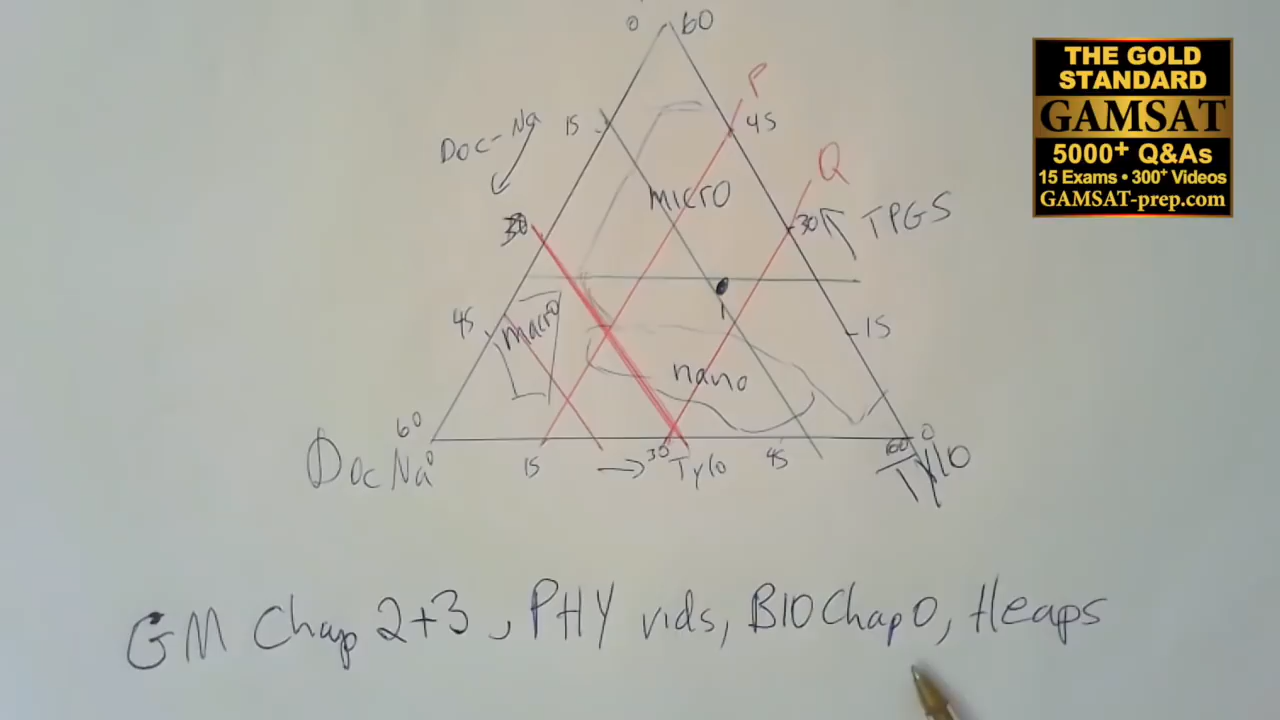 0 60
THE GOLD
STANDARD
GAMSAT
5000+ Q&As
15 Exams • 300+ Videos
GAMSAT-prep.com
P
15 45
Doc-Na
Q
micro
30 30 TPGS
45 macro 15
nano
60 0
Doc Na 0 15 → 30 Tylo 45 60 Tylo
GM Chap 2+3, PHY vids, BIO Chap 0, Heaps